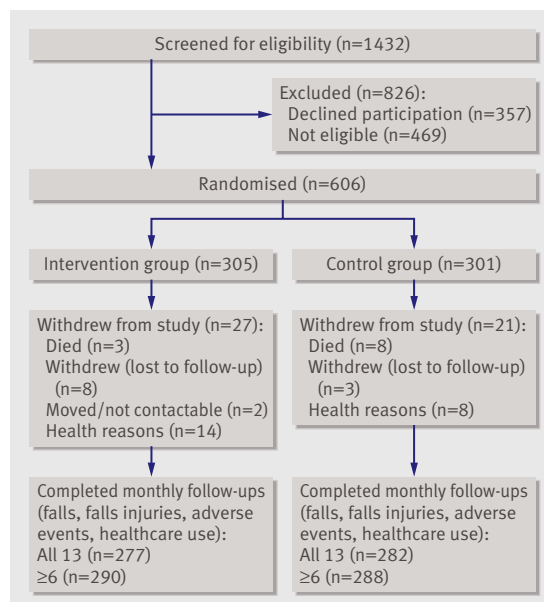 Screened for eligibility (n=1432)
Excluded (n=826):
Declined participation (n=357)
Not eligible (n=469)
Randomised (n=606)
Intervention group (n=305)
Control group (n=301)
Withdrew from study (n=27):
Died (n=3)
Withdrew (lost to follow-up)
(n=8)
Moved/not contactable (n=2)
Health reasons (n=14)
Withdrew from study (n=21):
Died (n=8)
Withdrew (lost to follow-up)
(n=3)
Health reasons (n=8)
Completed monthly follow-ups
(falls, falls injuries, adverse
events, healthcare use):
All 13 (n=277)
≥6 (n=290)
Completed monthly follow-ups
(falls, falls injuries, adverse
events, healthcare use):
All 13 (n=282)
≥6 (n=288)